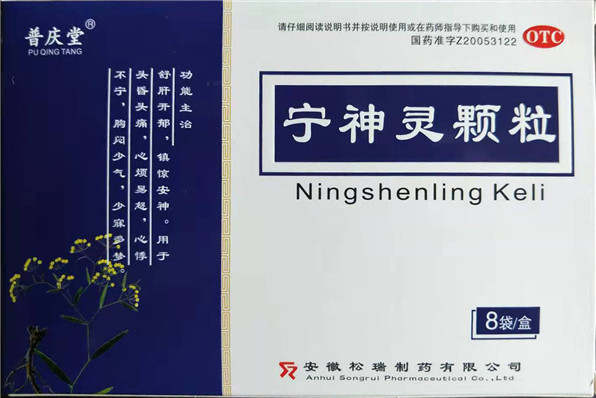 普庆堂®
PU QING TANG
请仔细阅读说明书并按说明使用或在药师指导下购买和使用
国药准字Z20053122
OTC
宁神灵颗粒
Ningshenling Keli
功能主治
舒肝开郁，镇惊安神。用于
头昏头痛，心烦易怒，心悸
不宁，胸闷少气，少寐多梦。
8袋/盒
安徽松瑞制药有限公司
Anhui Songrui Pharmaceutical Co.,Ltd